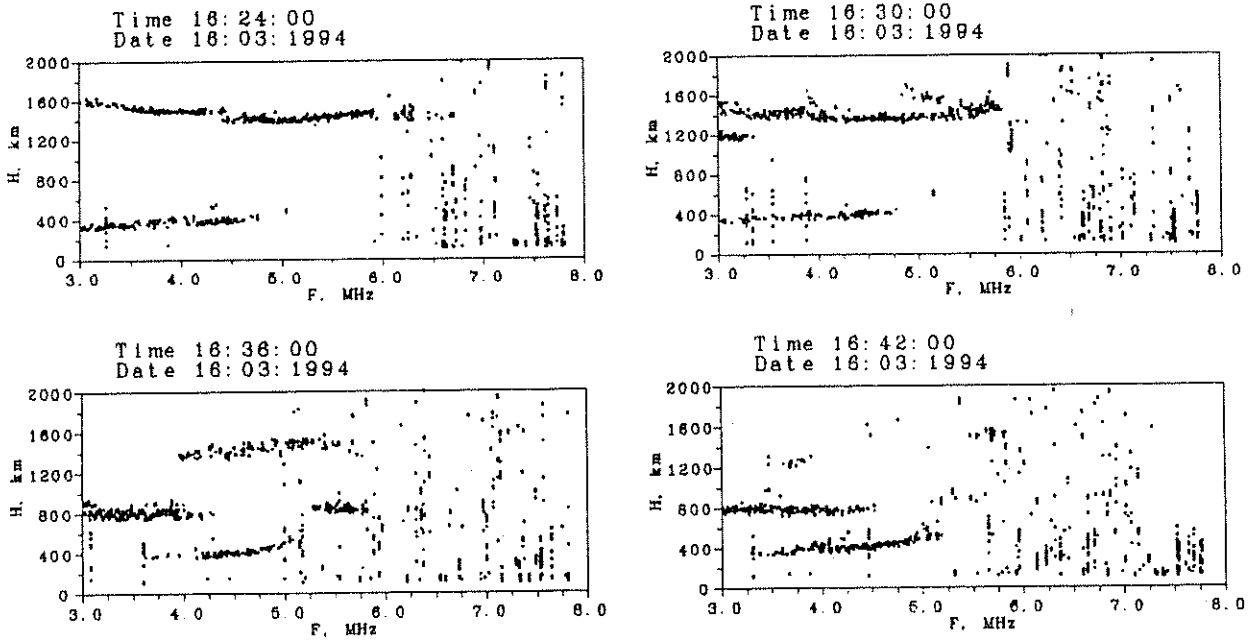 Time 16:24:00
Date 16:03:1994
2000
1600
1200
800
400
0
H, km
3.0 4.0 5.0 6.0 7.0 8.0
F, MHz
Time 16:30:00
Date 16:03:1994
2000
1600
1200
800
400
0
H, km
3.0 4.0 5.0 6.0 7.0 8.0
F, MHz
Time 16:36:00
Date 16:03:1994
2000
1600
1200
800
400
0
H, km
3.0 4.0 5.0 6.0 7.0 8.0
F, MHz
Time 16:42:00
Date 16:03:1994
2000
1600
1200
800
400
0
H, km
3.0 4.0 5.0 6.0 7.0 8.0
F, MHz